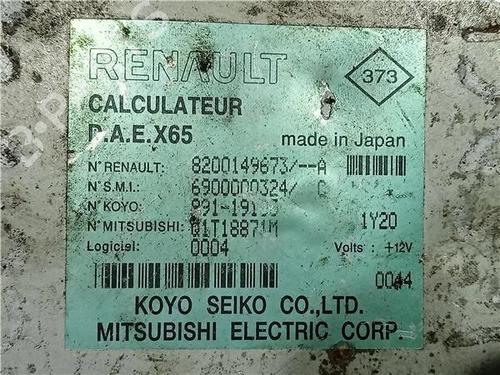 RENAULT
373
CALCULATEUR
D.A.E.X65
made in Japan
N° RENAULT: 8200149673/--A
N° S.M.I.: 6900000324/ C
N° KOYO:
N° MITSUBISHI: Q1T18871M 1Y20
Logiciel: 0004 Volts : +12V
0044
KOYO SEIKO CO.,LTD.
MITSUBISHI ELECTRIC CORP.